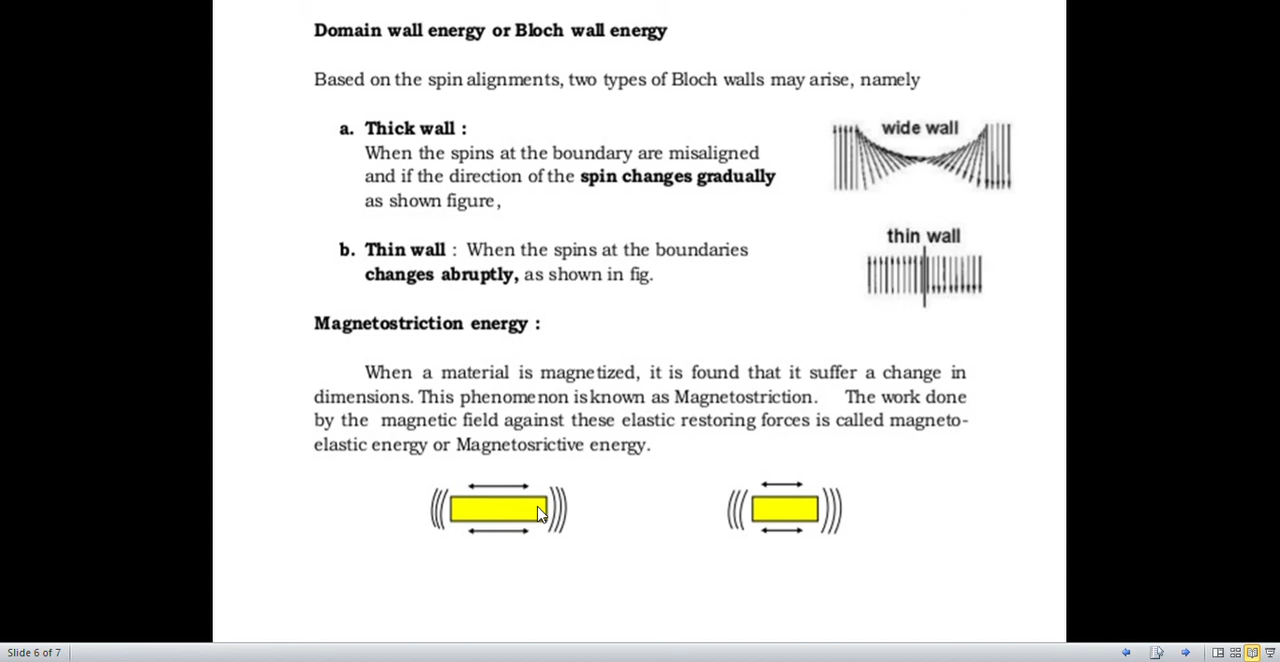 Domain wall energy or Bloch wall energy
Based on the spin alignments, two types of Bloch walls may arise, namely
a. Thick wall :
When the spins at the boundary are misaligned
and if the direction of the spin changes gradually
as shown figure,
wide wall
b. Thin wall : When the spins at the boundaries
changes abruptly, as shown in fig.
thin wall
Magnetostriction energy :
When a material is magnetized, it is found that it suffer a change in
dimensions. This phenomenon is known as Magnetostriction. The work done
by the magnetic field against these elastic restoring forces is called magneto-
elastic energy or Magnetosrictive energy.
Slide 6 of 7